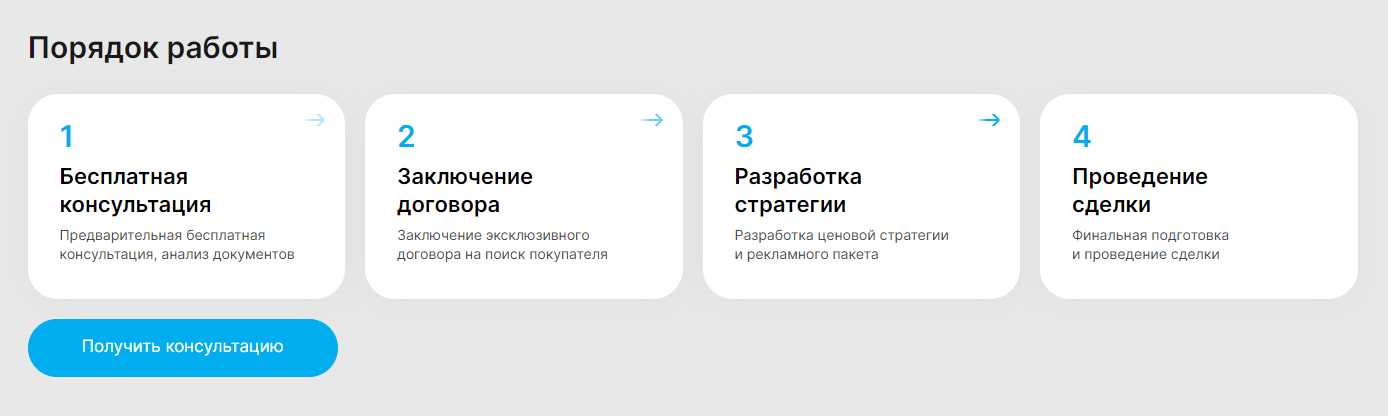 Порядок работы
1
Бесплатная
консультация
Предварительная бесплатная
консультация, анализ документов
2
Заключение
договора
Заключение эксклюзивного
договора на поиск покупателя
3
Разработка
стратегии
Разработка ценовой стратегии
и рекламного пакета
4
Проведение
сделки
Финальная подготовка
и проведение сделки
Получить консультацию